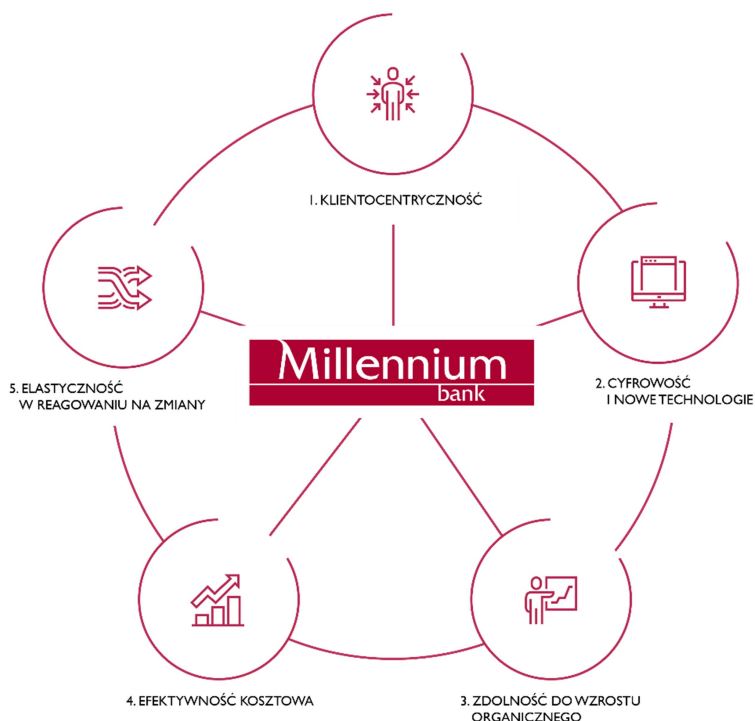 1. KLIENTOCENTRYCZNOŚĆ
Millennium
bank
2. CYFROWOŚĆ
I NOWE TECHNOLOGIE
5. ELASTYCZNOŚĆ
W REAGOWANIU NA ZMIANY
4. EFEKTYWNOŚĆ KOSZTOWA
3. ZDOLNOŚĆ DO WZROSTU
ORGANICZNEGO